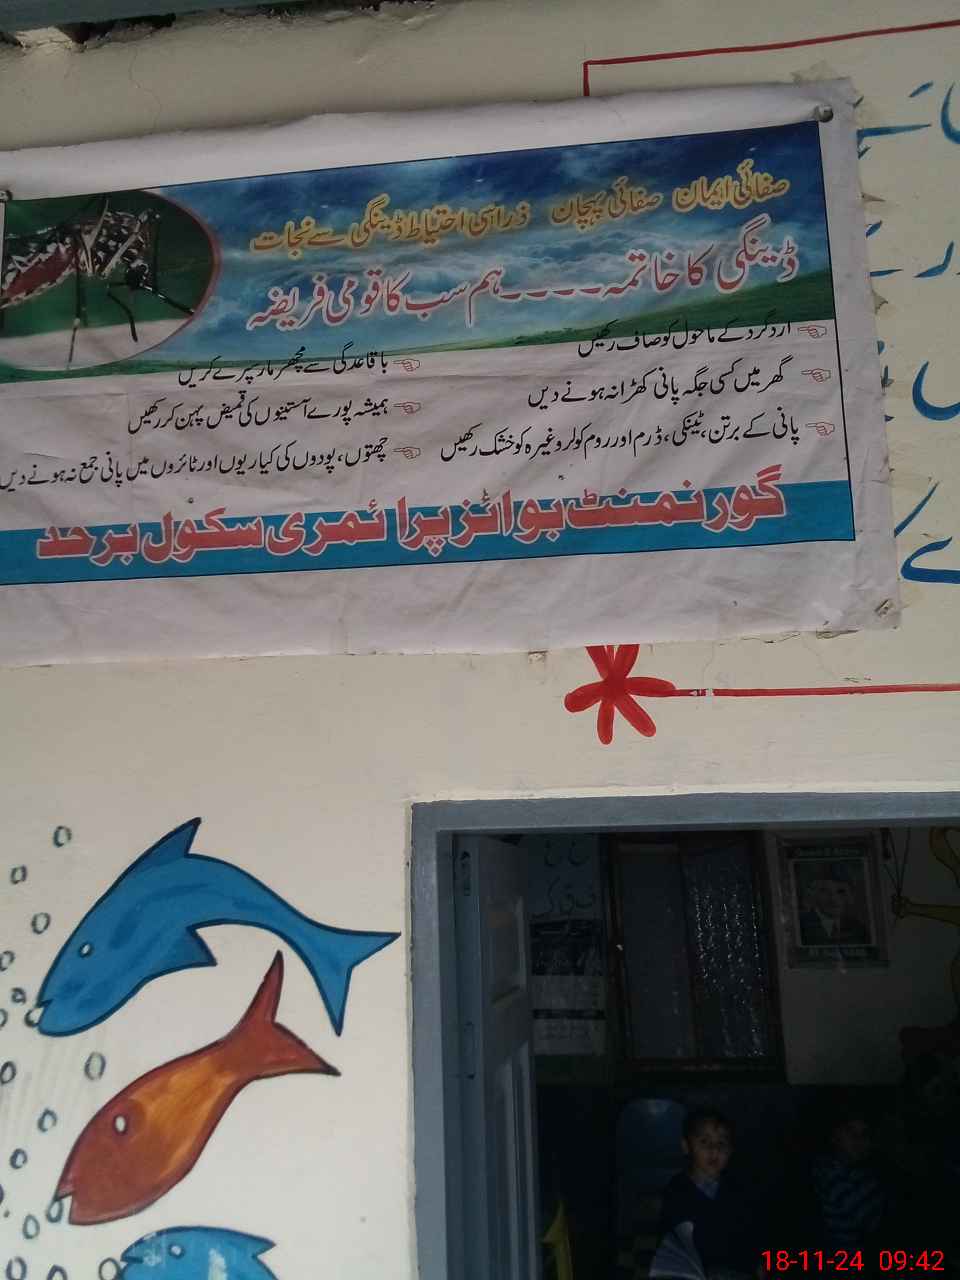 صفائی ایمان صفائی پہچان ذراسی احتیاط ڈینگی سے نجات
ڈینگی کا خاتمہ۔۔۔۔۔ہم سب کا قومی فریضہ
اردگرد کے ماحول کو صاف رکھیں
گھر میں کسی جگہ پانی کھڑا نہ ہونے دیں
پانی کے برتن، ٹینکی، ڈرم اور روم کولر وغیرہ کو خشک رکھیں
باقاعدگی سے مچھر مار سپرے کریں
ہمیشہ پورے آستینوں کی قمیض پہن کر رکھیں
چھتوں، پودوں کی کیاریوں اور ٹائروں میں پانی جمع نہ ہونے دیں
گورنمنٹ بوائز پرائمری سکول برحد
18-11-24 09:42